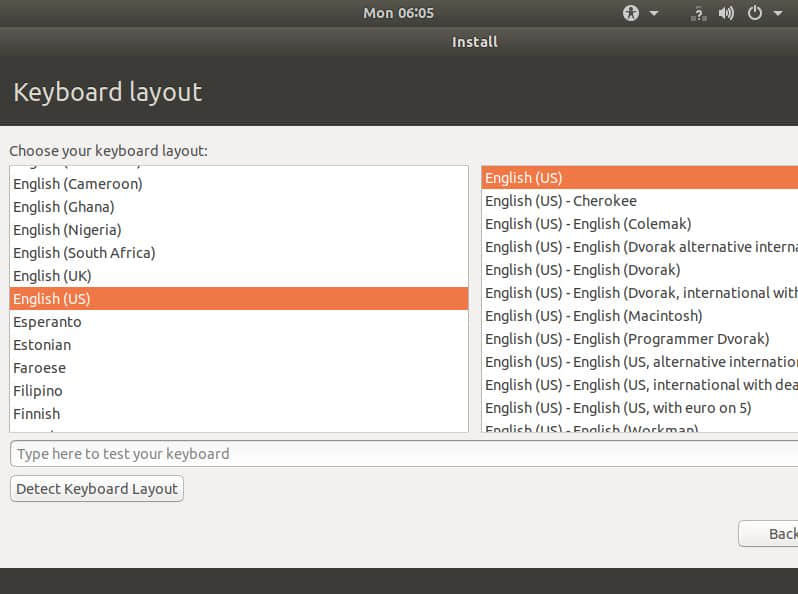 Mon 06:05
Install
Keyboard layout
Choose your keyboard layout:
English (Cameroon)
English (Ghana)
English (Nigeria)
English (South Africa)
English (UK)
English (US)
Esperanto
Estonian
Faroese
Filipino
Finnish
English (US)
English (US) - Cherokee
English (US) - English (Colemak)
English (US) - English (Dvorak alternative interna
English (US) - English (Dvorak)
English (US) - English (Dvorak, international with
English (US) - English (Macintosh)
English (US) - English (Programmer Dvorak)
English (US) - English (US, alternative internatio
English (US) - English (US, international with dea
English (US) - English (US, with euro on 5)
English (US) - English (Workman)
Type here to test your keyboard
Detect Keyboard Layout
Back